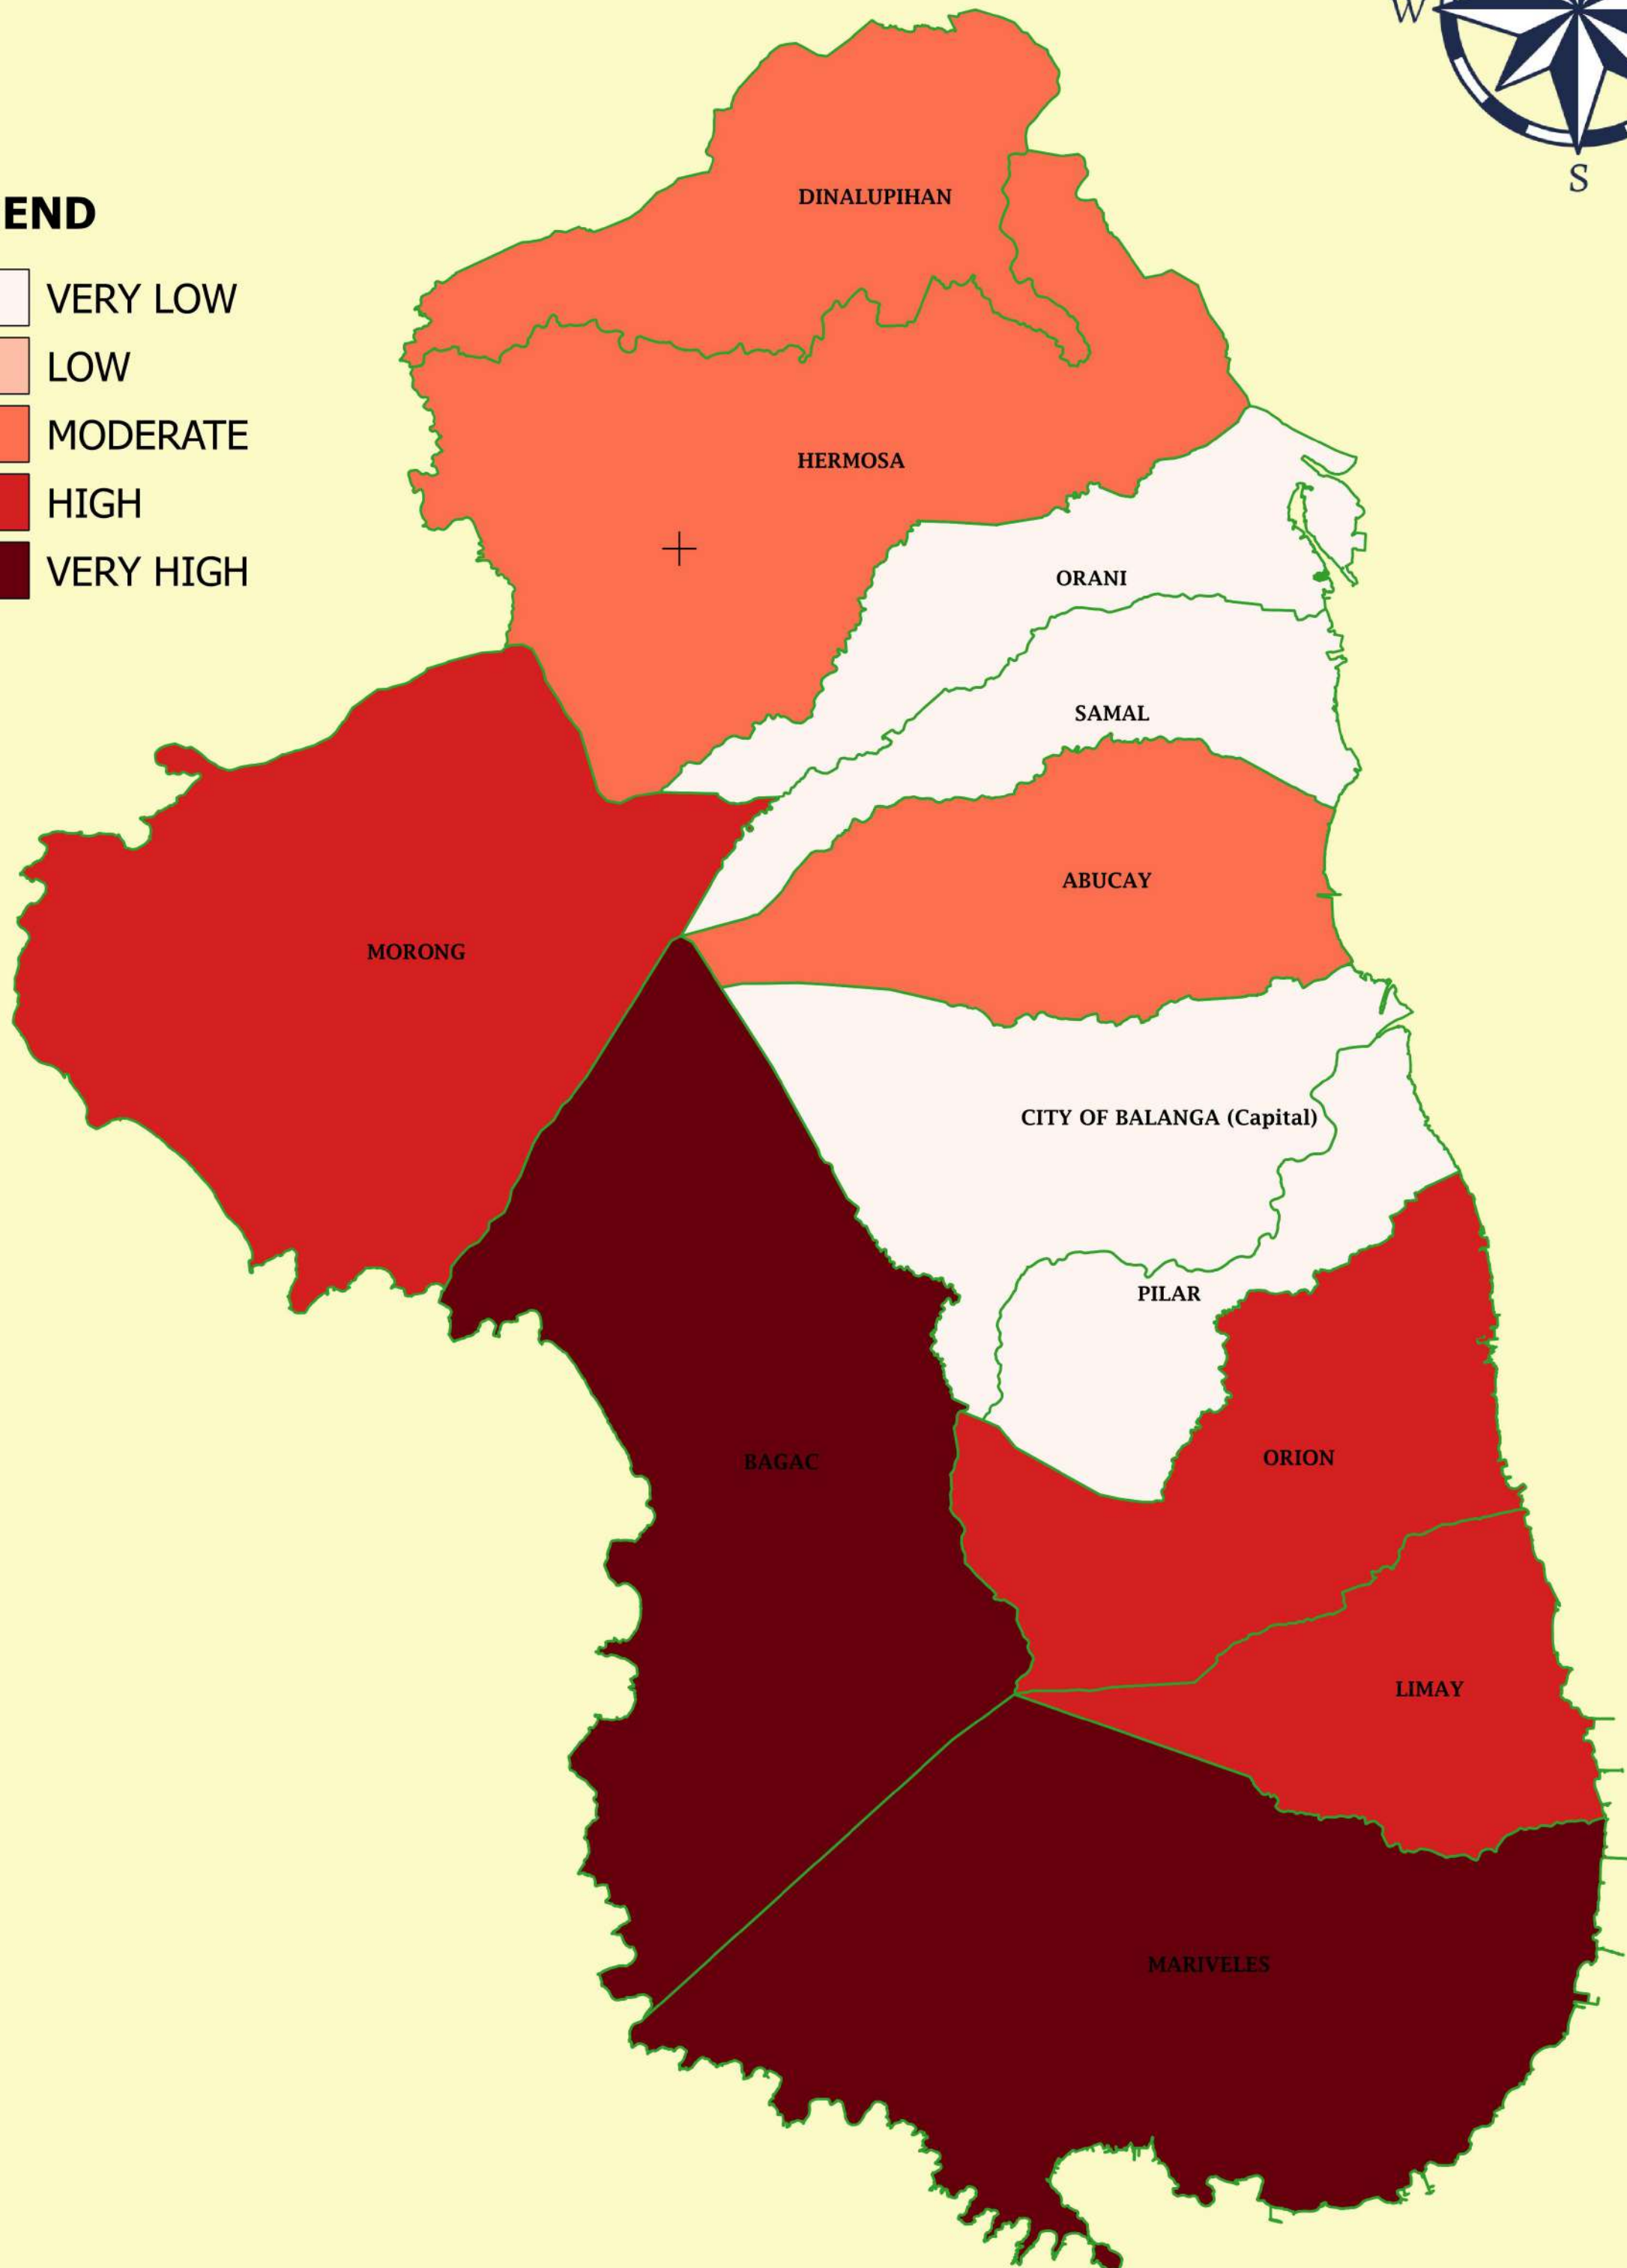 W
S
END
VERY LOW
LOW
MODERATE
HIGH
VERY HIGH
DINALUPIHAN
HERMOSA
ORANI
SAMAL
ABUCAY
MORONG
CITY OF BALANGA (Capital)
PILAR
BAGAC
ORION
LIMAY
MARIVELES